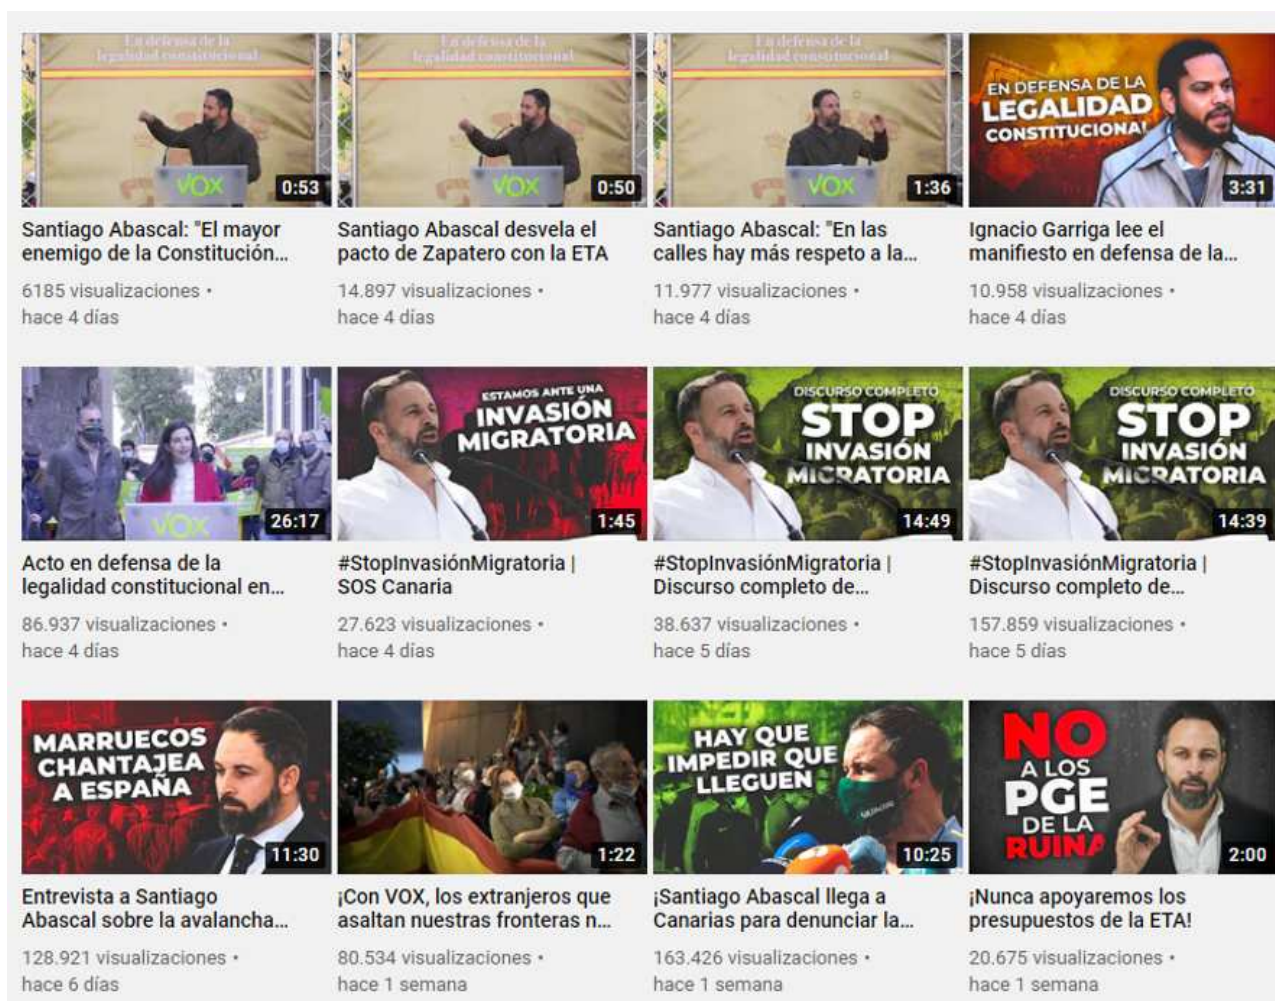 En defensa de la
legalidad constitucional
VOX
0:53
En defensa de la
legalidad constitucional
VOX
0:50
En defensa de la
legalidad constitucional
VOX
1:36
EN DEFENSA DE LA
LEGALIDAD
CONSTITUCIONAL
3:31
Santiago Abascal: "El mayor
enemigo de la Constitución...
6185 visualizaciones •
hace 4 días
Santiago Abascal desvela el
pacto de Zapatero con la ETA
14.897 visualizaciones •
hace 4 días
Santiago Abascal: "En las
calles hay más respeto a la...
11.977 visualizaciones •
hace 4 días
Ignacio Garriga lee el
manifiesto en defensa de la...
10.958 visualizaciones •
hace 4 días
VOX
26:17
ESTAMOS ANTE UNA
INVASIÓN
MIGRATORIA
1:45
DISCURSO COMPLETO
STOP
INVASIÓN
MIGRATORIA
14:49
DISCURSO COMPLETO
STOP
INVASIÓN
MIGRATORIA
14:39
Acto en defensa de la
legalidad constitucional en...
86.937 visualizaciones •
hace 4 días
#StopInvasiónMigratoria |
SOS Canaria
27.623 visualizaciones •
hace 4 días
#StopInvasiónMigratoria |
Discurso completo de...
38.637 visualizaciones •
hace 5 días
#StopInvasiónMigratoria |
Discurso completo de...
157.859 visualizaciones •
hace 5 días
MARRUECOS
CHANTAJEA
A ESPAÑA
11:30
1:22
HAY QUE
IMPEDIR QUE
LLEGUEN
10:25
NO
A LOS
PGE
DE LA
RUINA
2:00
Entrevista a Santiago
Abascal sobre la avalancha...
128.921 visualizaciones •
hace 6 días
¡Con VOX, los extranjeros que
asaltan nuestras fronteras n...
80.534 visualizaciones •
hace 1 semana
¡Santiago Abascal llega a
Canarias para denunciar la...
163.426 visualizaciones •
hace 1 semana
¡Nunca apoyaremos los
presupuestos de la ETA!
20.675 visualizaciones •
hace 1 semana